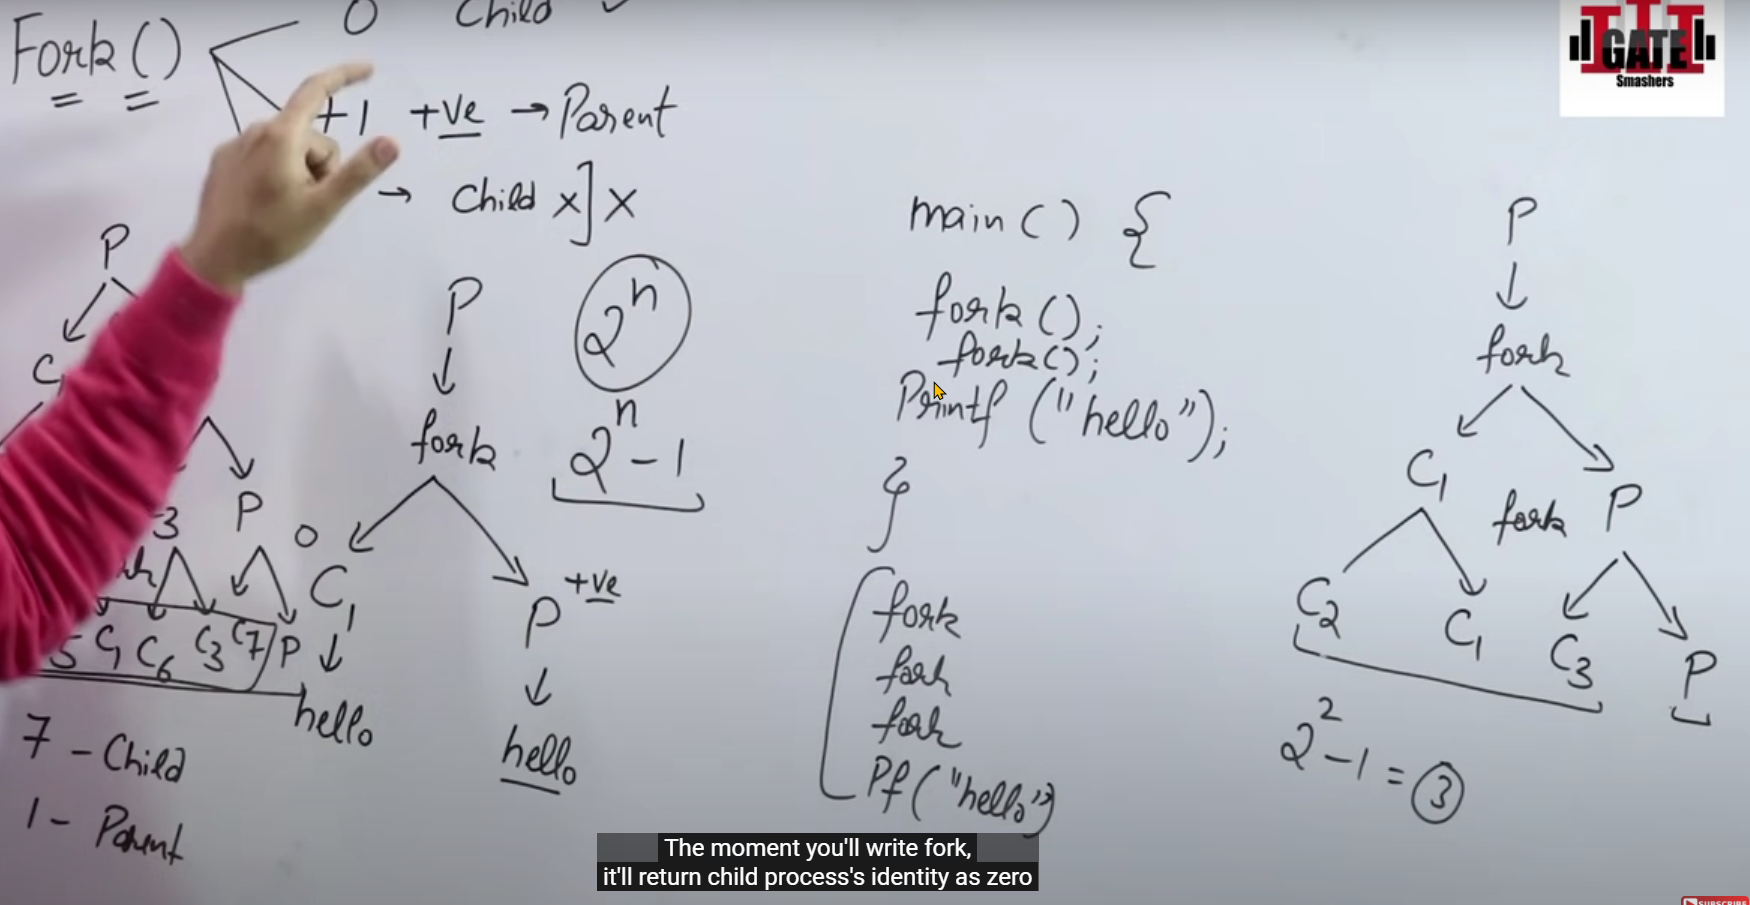 Fork ()
0 Child
+1 +ve → Parent
→ Child x] x
GATE
Smashers
P
C
P
3
5 C1 C6 C3 C7 P
7 - Child
1 - Parent
P
fork
0
C1
hello
P +ve
hello
2^n
2^n - 1
main () {
fork ();
fork ();
Printf ("hello");
}
fork
fork
fork
Pf ("hello")
P
fork
C1 fork P
C2 C1 C3 P
2^2 - 1 = 3
The moment you'll write fork,
it'll return child process's identity as zero
SUBSCRIBE